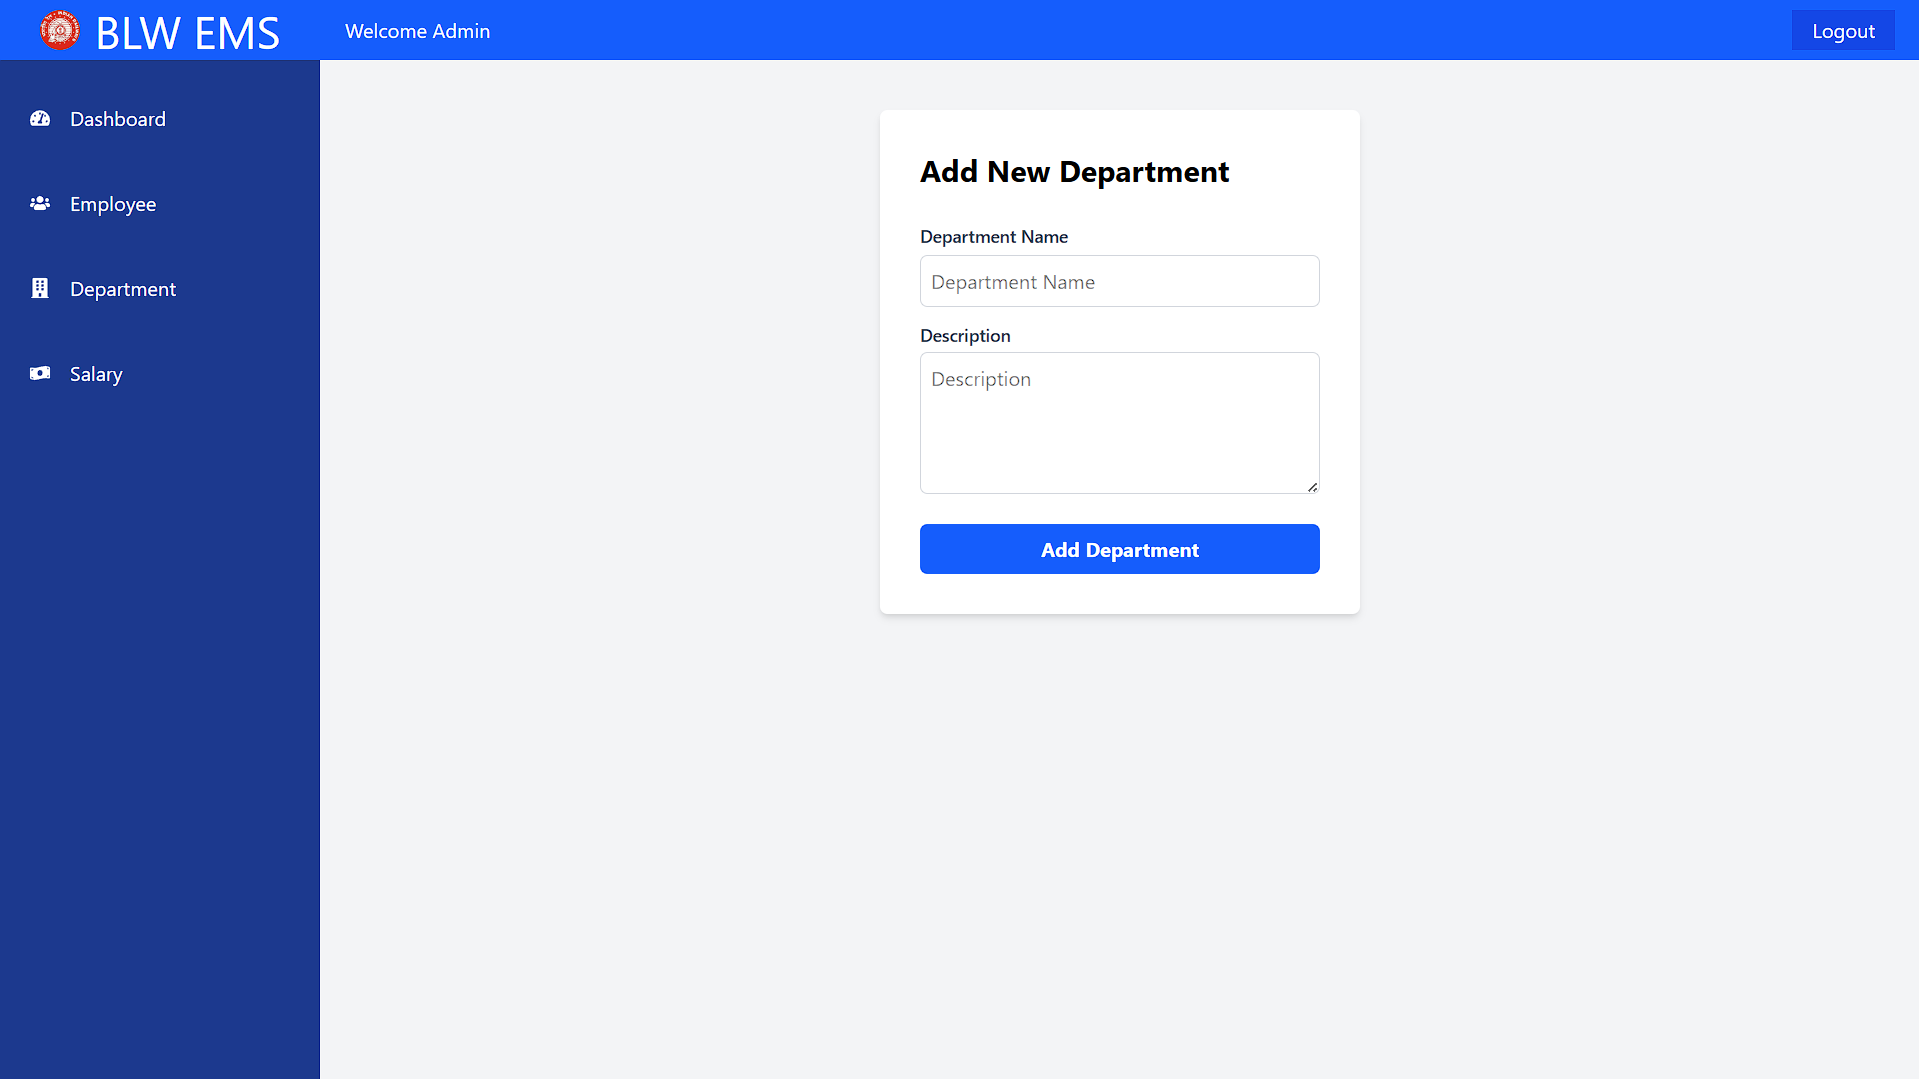 BLW EMS
Welcome Admin
Logout
Dashboard
Employee
Department
Salary
Add New Department
Department Name
Department Name
Description
Description
Add Department